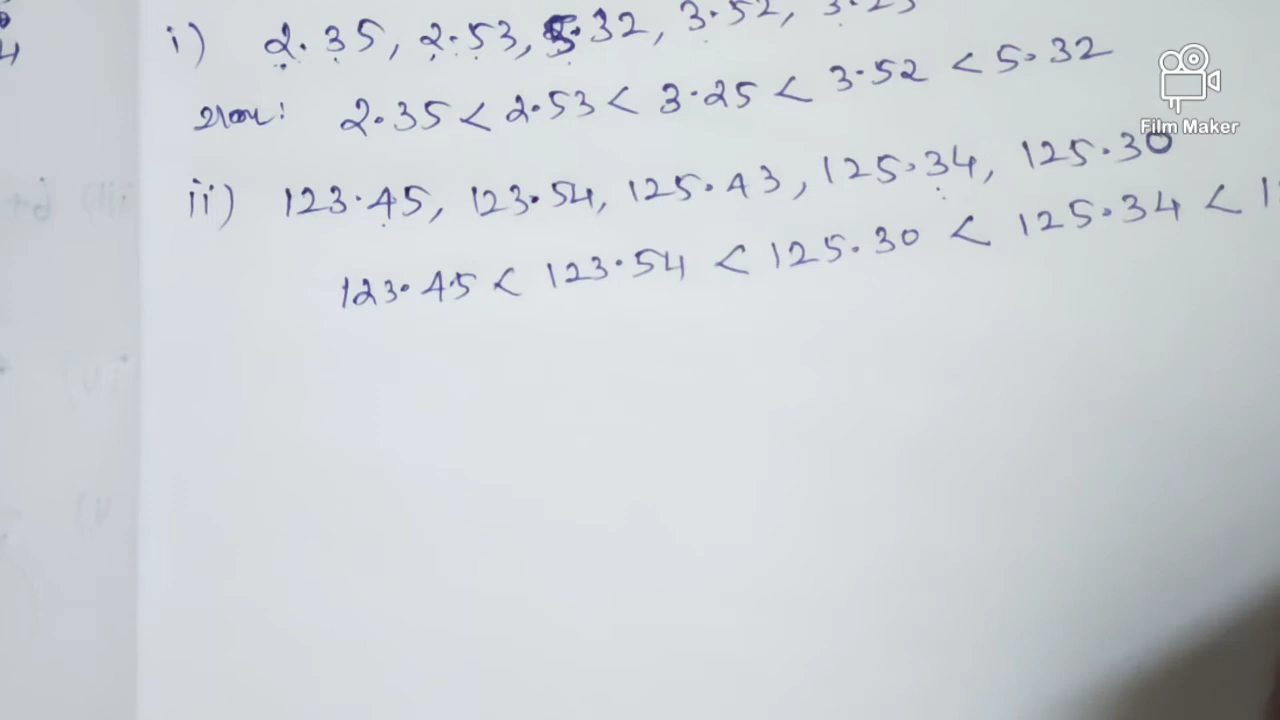 i) 2.35, 2.53, 5.32, 3.52, 3.25
2.35 < 2.53 < 3.25 < 3.52 < 5.32
ii) 123.45, 123.54, 125.43, 125.34, 125.30
123.45 < 123.54 < 125.30 < 125.34 <
Film Maker